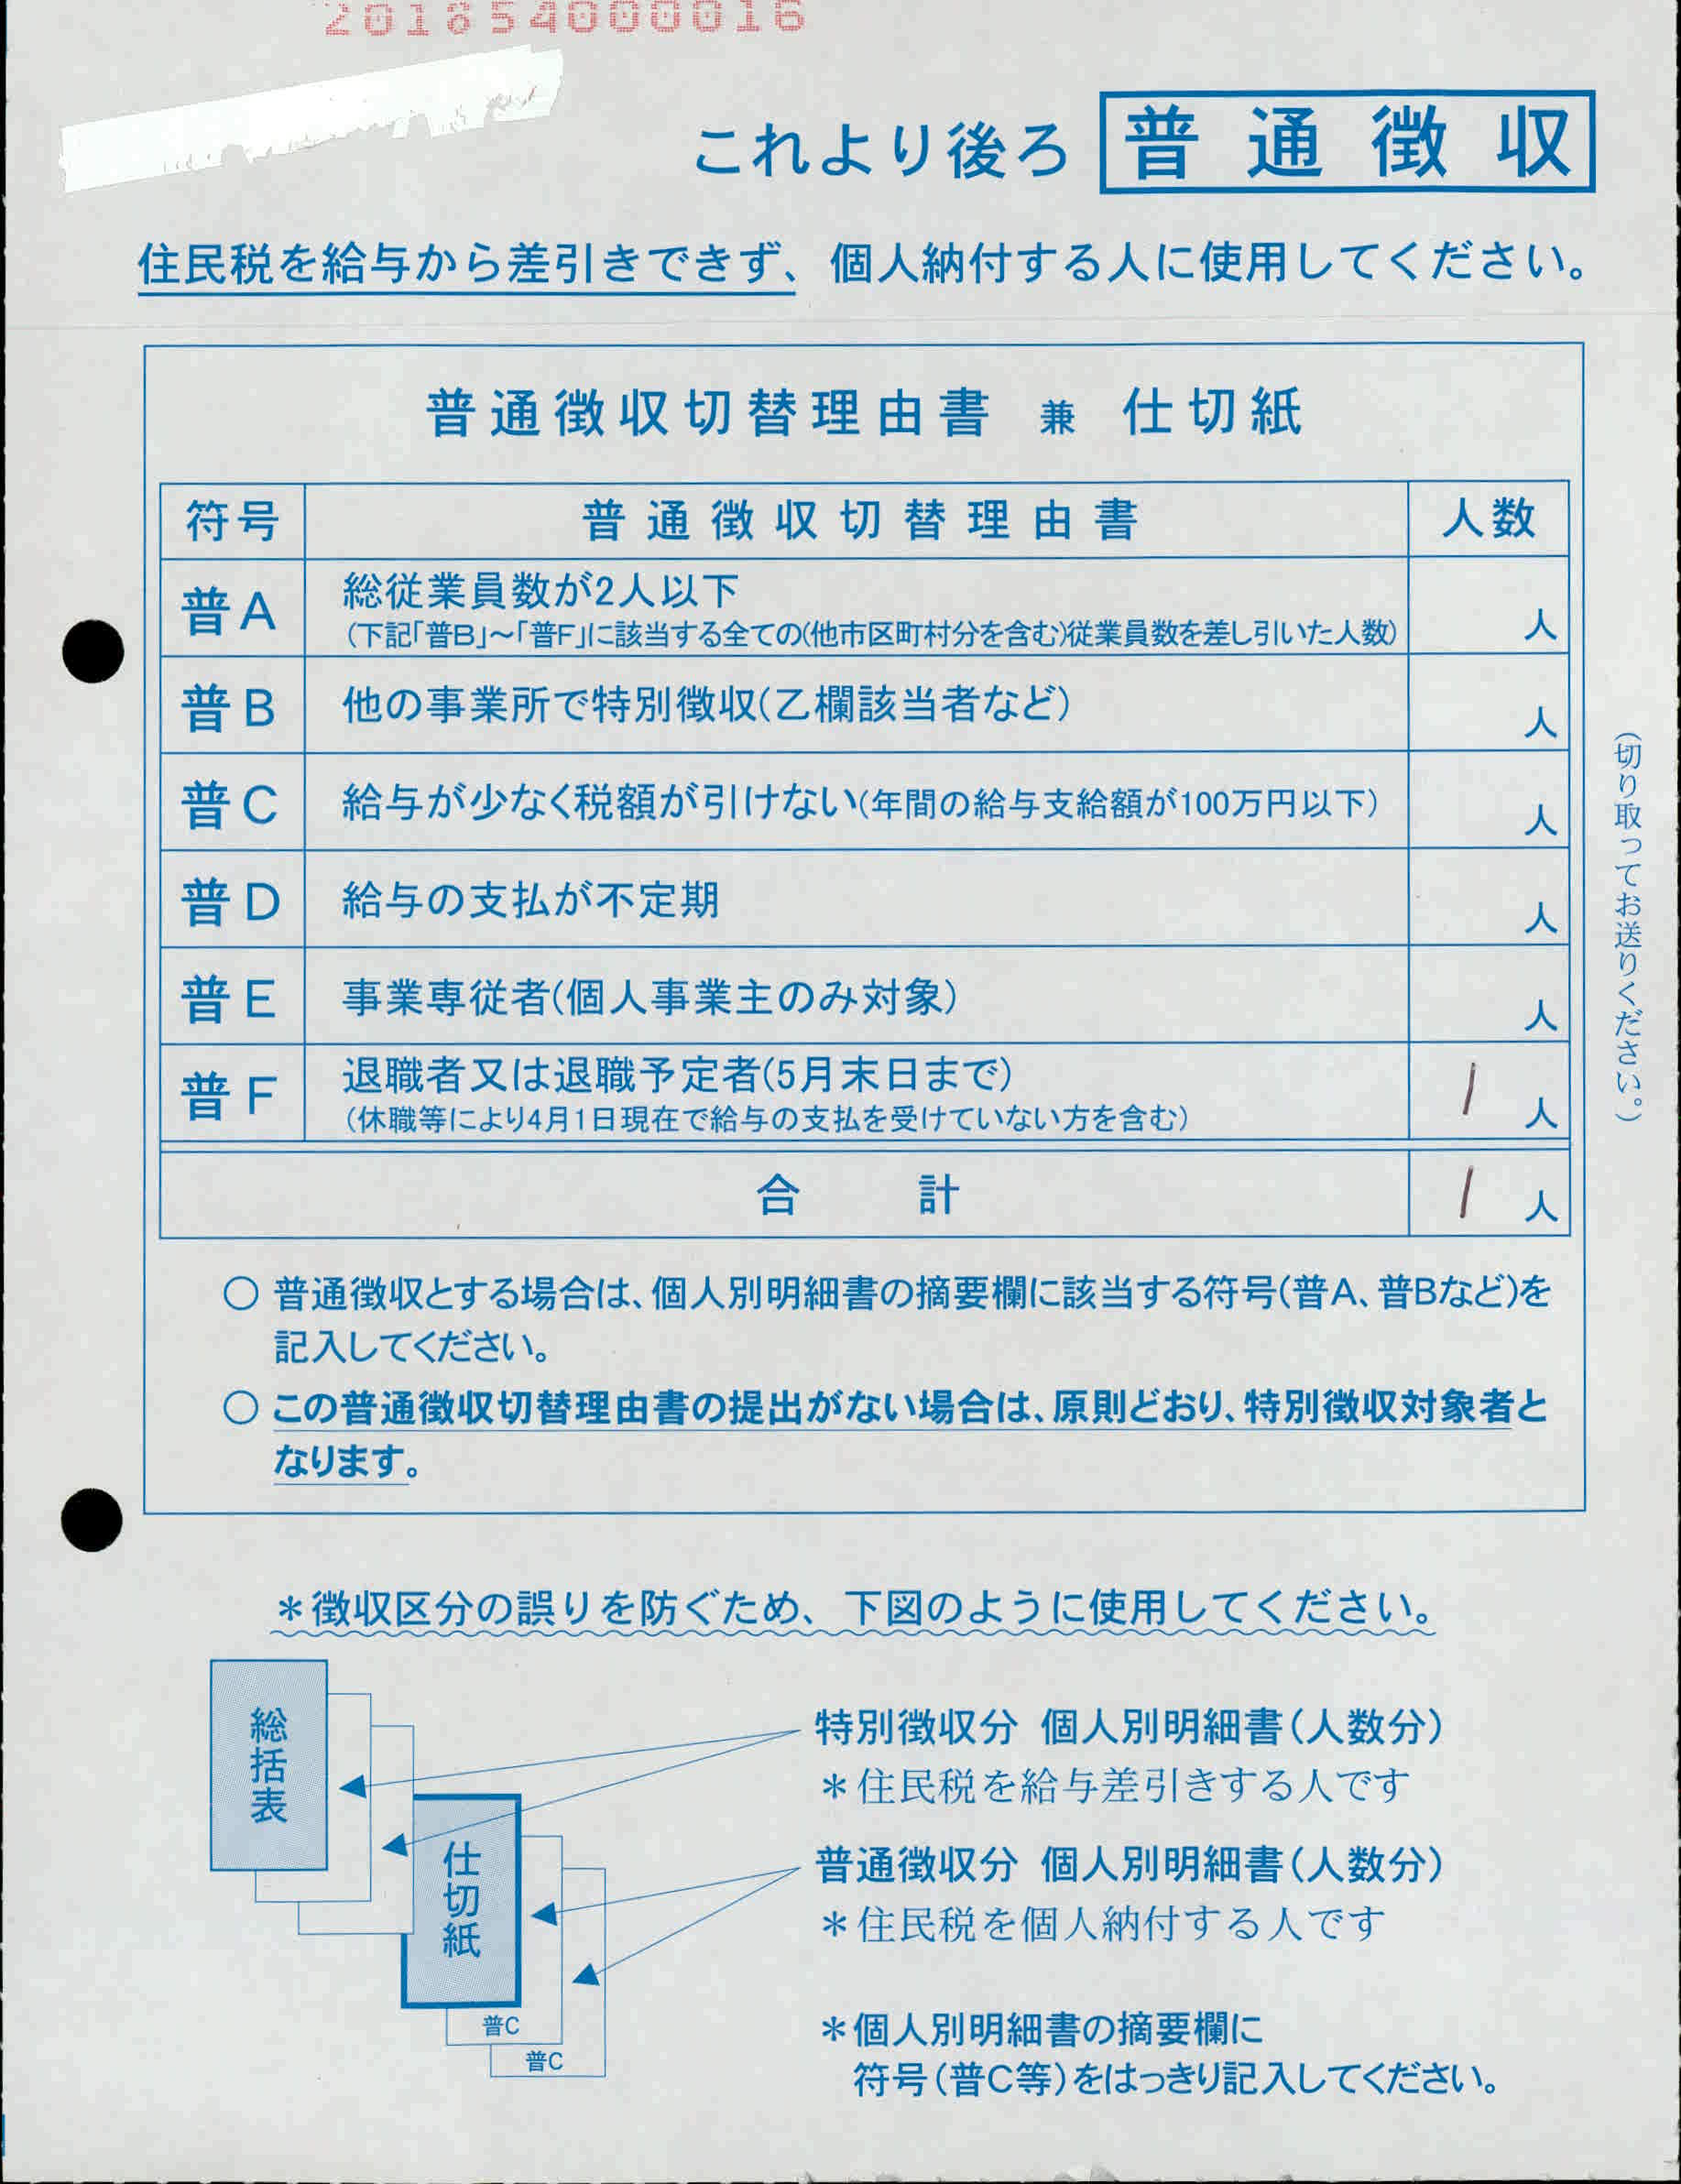 201654000016
これより後ろ 普通徴収
住民税を給与から差引きできず、個人納付する人に使用してください。
普通徴収切替理由書 兼 仕切紙
符号 普通徴収切替理由書 人数
普A 総従業員数が2人以下
(下記「普B」～「普F」に該当する全ての(他市区町村分を含む)従業員数を差し引いた人数) 人
普B 他の事業所で特別徴収(乙欄該当者など) 人
普C 給与が少なく税額が引けない(年間の給与支給額が100万円以下) 人
普D 給与の支払が不定期 人
普E 事業専従者(個人事業主のみ対象) 人
普F 退職者又は退職予定者(5月末日まで) 1 人
(休職等により4月1日現在で給与の支払を受けていない方を含む)
合計 1 人
(切り取ってお送りください。)
○ 普通徴収とする場合は、個人別明細書の摘要欄に該当する符号(普A、普Bなど)を
記入してください。
○ この普通徴収切替理由書の提出がない場合は、原則どおり、特別徴収対象者と
なります。
＊徴収区分の誤りを防ぐため、下図のように使用してください。
総括表
仕切紙
普C
普C
特別徴収分 個人別明細書(人数分)
＊住民税を給与差引きする人です
普通徴収分 個人別明細書(人数分)
＊住民税を個人納付する人です
＊個人別明細書の摘要欄に
符号(普C等)をはっきり記入してください。